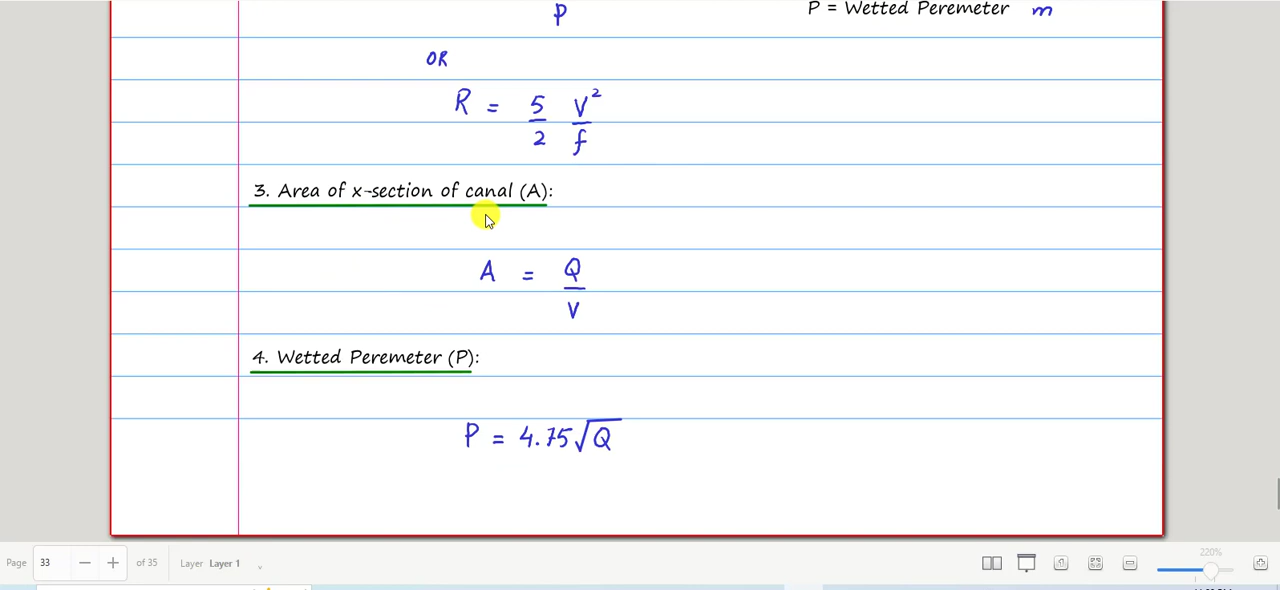 P
P = Wetted Peremeter m
OR
R = 5/2 V²/f
3. Area of x-section of canal (A):
A = Q/V
4. Wetted Peremeter (P):
P = 4.75√Q
Page 33 of 35 Layer Layer 1 220%